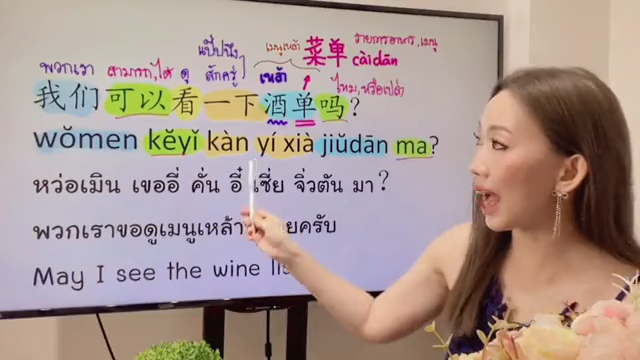 รายการอาหาร, เมนู
เมนูเหล้า 菜单 càidān
แป๊ปนึง
พวกเรา สามารถ,ได้ ดู สักครู่ เหล้า ไหม,หรือเปล่า
我们可以看一下酒单吗?
wǒmen kěyǐ kàn yí xià jiǔdān ma?
หว่อเมิน เขออี่ คั่น อี๋ เซี่ย จิ่วตัน มา?
พวกเราขอดูเมนูเหล้า
May I see the wine